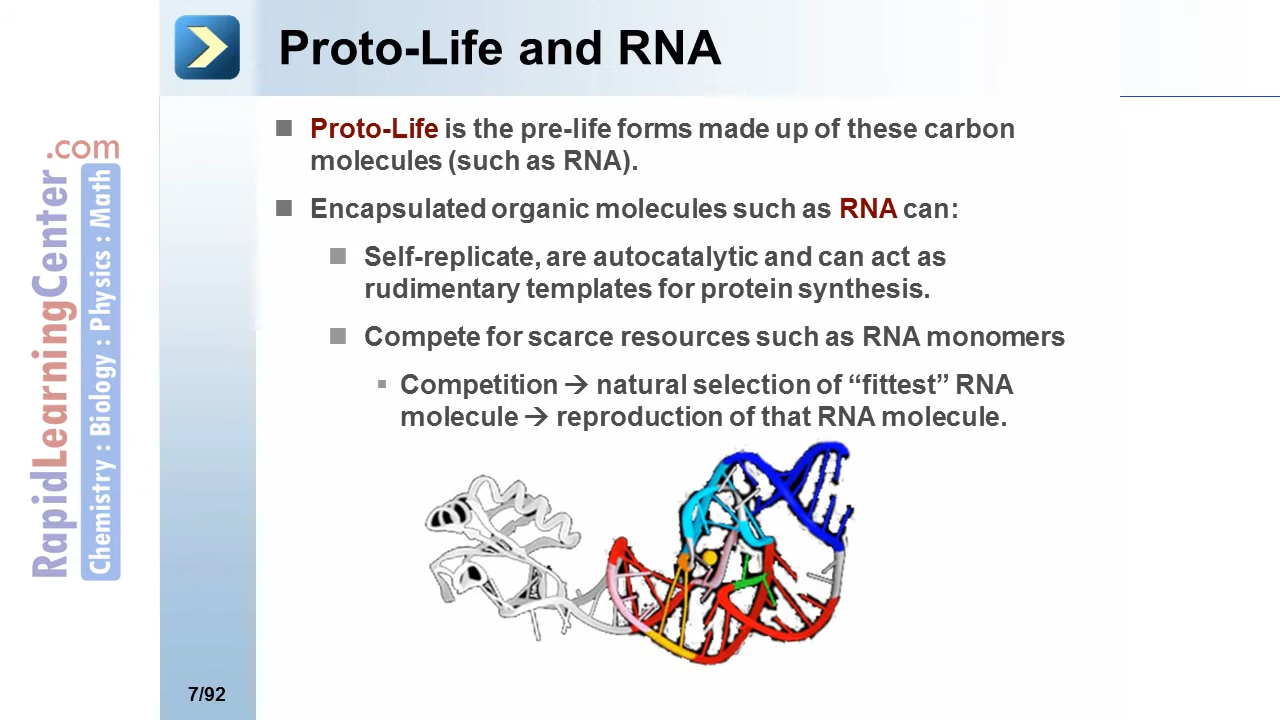 Proto-Life and RNA
Proto-Life is the pre-life forms made up of these carbon
molecules (such as RNA).
Encapsulated organic molecules such as RNA can:
Self-replicate, are autocatalytic and can act as
rudimentary templates for protein synthesis.
Compete for scarce resources such as RNA monomers
Competition → natural selection of “fittest” RNA
molecule → reproduction of that RNA molecule.
RapidLearningCenter.com
Chemistry : Biology : Physics : Math
7/92